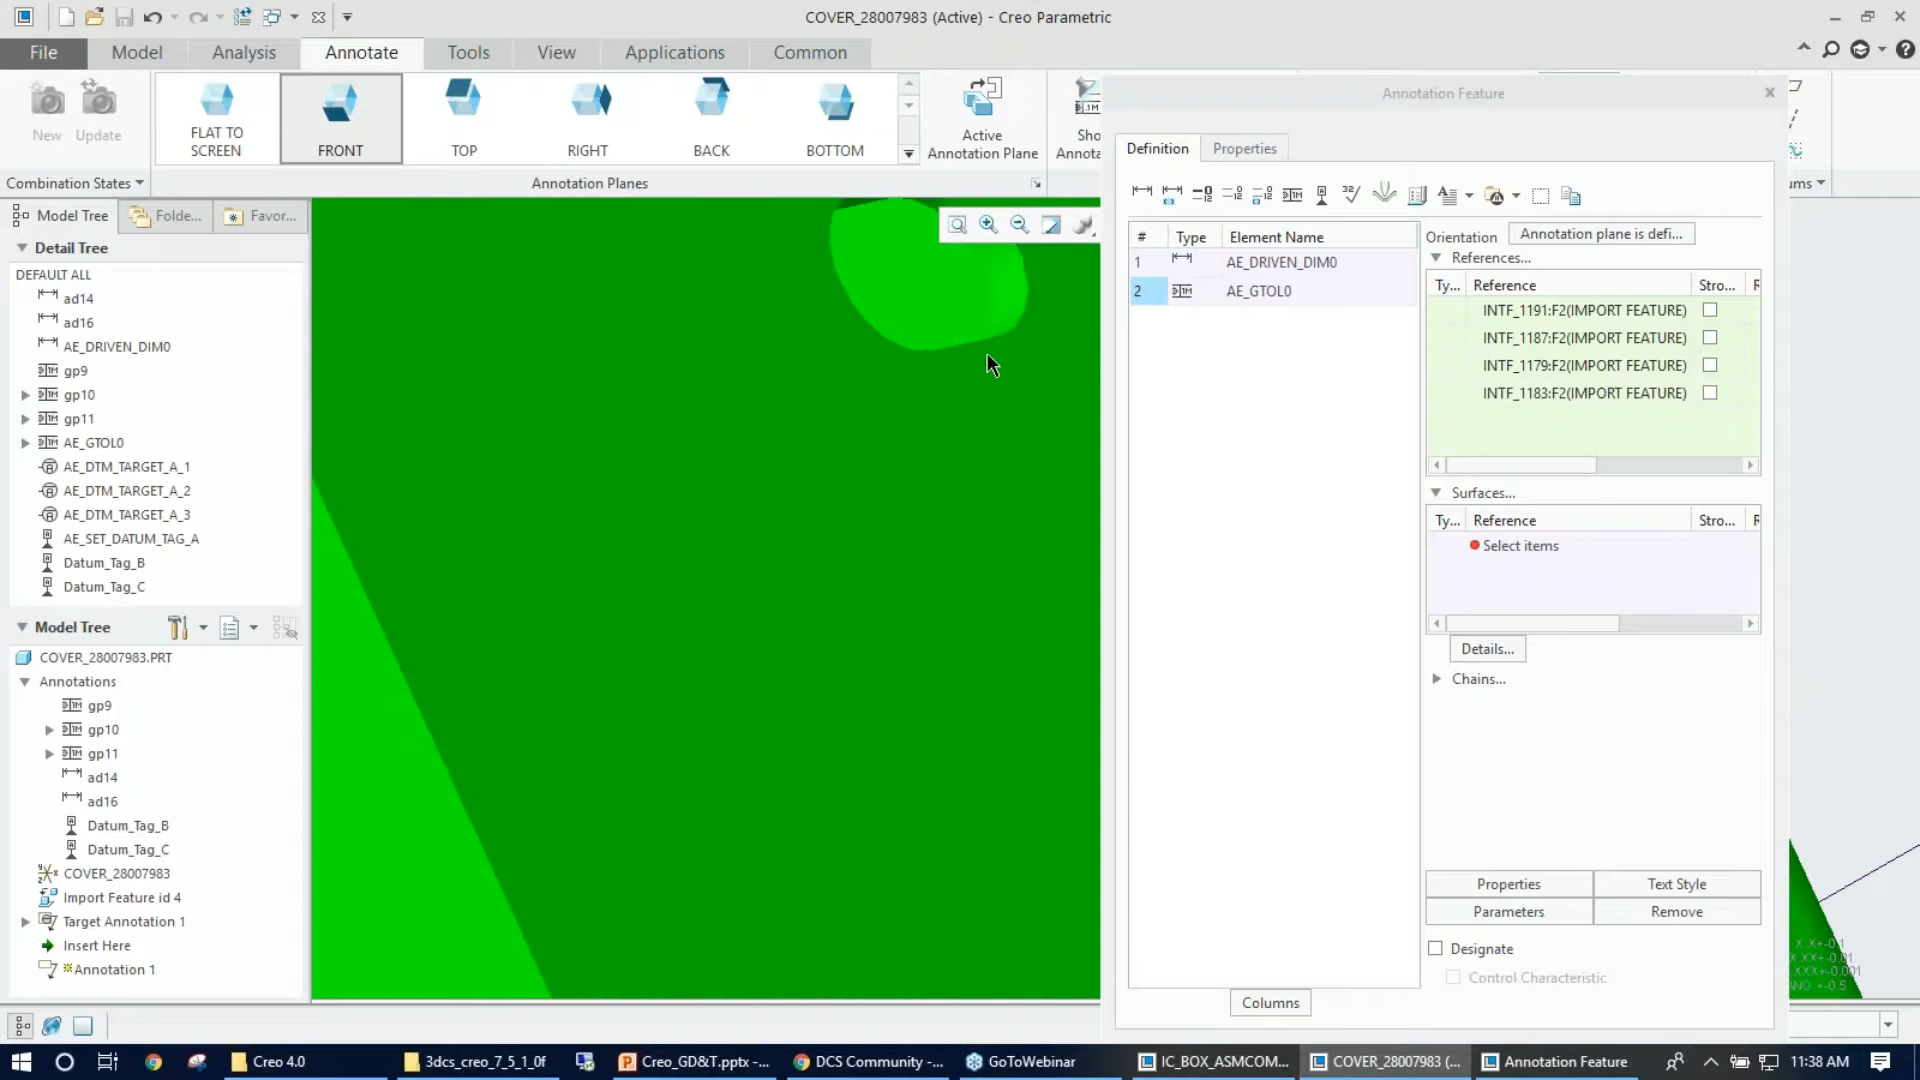 COVER_28007983 (Active) - Creo Parametric
File
Model
Analysis
Annotate
Tools
View
Applications
Common
New
Update
FLAT TO
SCREEN
FRONT
TOP
RIGHT
BACK
BOTTOM
Active
Annotation Plane
Sho
Annota
Combination States
Annotation Planes
ums
Model Tree
Folde...
Favor...
Detail Tree
DEFAULT ALL
ad14
ad16
AE_DRIVEN_DIM0
gp9
gp10
gp11
AE_GTOL0
AE_DTM_TARGET_A_1
AE_DTM_TARGET_A_2
AE_DTM_TARGET_A_3
AE_SET_DATUM_TAG_A
Datum_Tag_B
Datum_Tag_C
Model Tree
COVER_28007983.PRT
Annotations
gp9
gp10
gp11
ad14
ad16
Datum_Tag_B
Datum_Tag_C
COVER_28007983
Import Feature id 4
Target Annotation 1
Insert Here
Annotation 1
Annotation Feature
Definition
Properties
# Type Element Name
1 AE_DRIVEN_DIM0
2 AE_GTOL0
Columns
Orientation Annotation plane is defi...
References...
Ty... Reference Stro... R
INTF_1191:F2(IMPORT FEATURE)
INTF_1187:F2(IMPORT FEATURE)
INTF_1179:F2(IMPORT FEATURE)
INTF_1183:F2(IMPORT FEATURE)
Surfaces...
Ty... Reference Stro... R
Select items
Details...
Chains...
Properties
Text Style
Parameters
Remove
Designate
Control Characteristic
Creo 4.0
3dcs_creo_7_5_1_0f
Creo_GD&T.pptx -...
DCS Community -...
GoToWebinar
IC_BOX_ASMCOM...
COVER_28007983 (...
Annotation Feature
11:38 AM